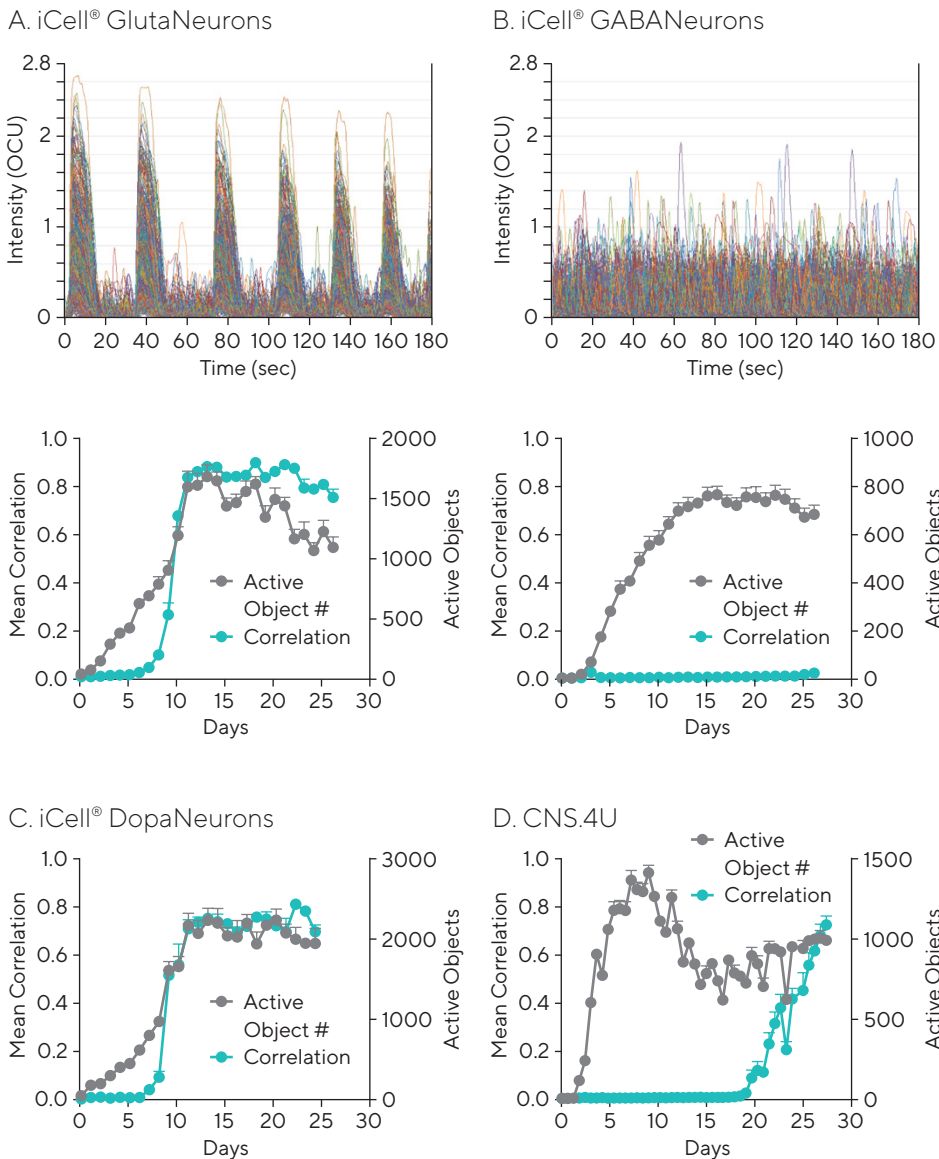 A. iCell® GlutaNeurons
2.8
2
1
0
Intensity (OCU)
0 20 40 60 80 100 120 140 160 180
Time (sec)
B. iCell® GABANeurons
2.8
2
1
0
Intensity (OCU)
0 20 40 60 80 100 120 140 160 180
Time (sec)
1.0
0.8
0.6
0.4
0.2
0.0
Mean Correlation
2000
1500
1000
500
0
Active Objects
Active
Object #
Correlation
0 5 10 15 20 25 30
Days
1.0
0.8
0.6
0.4
0.2
0.0
Mean Correlation
1000
800
600
400
200
0
Active Objects
Active
Object #
Correlation
0 5 10 15 20 25 30
Days
C. iCell® DopaNeurons
1.0
0.8
0.6
0.4
0.2
0.0
Mean Correlation
3000
2000
1000
0
Active Objects
Active
Object #
Correlation
0 5 10 15 20 25 30
Days
D. CNS.4U
1.0
0.8
0.6
0.4
0.2
0.0
Mean Correlation
1500
1000
500
0
Active Objects
Active
Object #
Correlation
0 5 10 15 20 25 30
Days